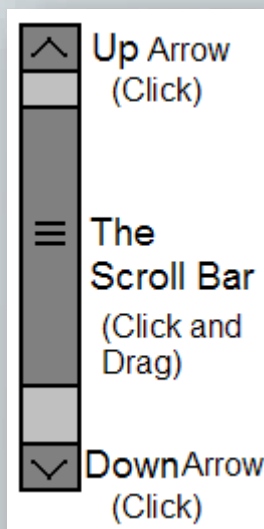 Up Arrow
(Click)
The
Scroll Bar
(Click and
Drag)
Down Arrow
(Click)